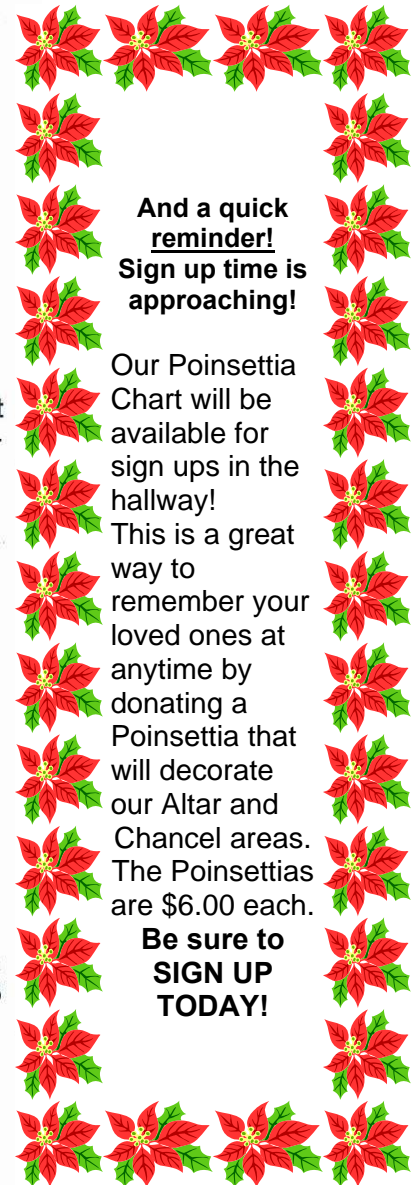 And a quick
reminder!
Sign up time is
approaching!
Our Poinsettia
Chart will be
available for
sign ups in the
hallway!
This is a great
way to
remember your
loved ones at
anytime by
donating a
Poinsettia that
will decorate
our Altar and
Chancel areas.
The Poinsettias
are $6.00 each.
Be sure to
SIGN UP
TODAY!